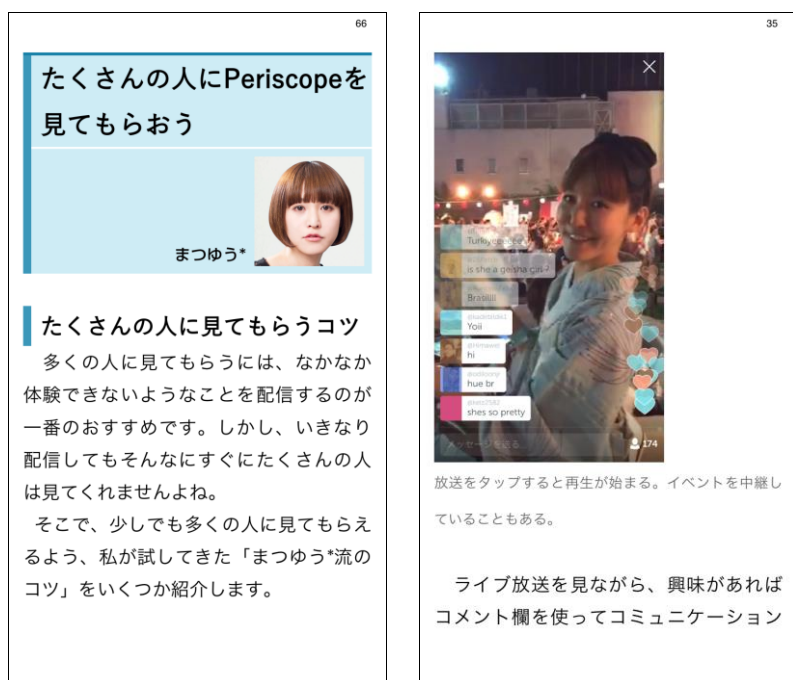 66
たくさんの人にPeriscopeを
見てもらおう
まつゆう*
たくさんの人に見てもらうコツ
多くの人に見てもらうには、なかなか
体験できないようなことを配信するのが
一番のおすすめです。しかし、いきなり
配信してもそんなにすぐにたくさんの人
は見てくれませんよね。
そこで、少しでも多くの人に見てもらえ
るよう、私が試してきた「まつゆう*流の
コツ」をいくつか紹介します。
35
is she a geisha
Brasilllll
Yoii
hi
hue br
shes so pretty
メッセージを送る
174
放送をタップすると再生が始まる。イベントを中継し
ていることもある。
ライブ放送を見ながら、興味があれば
コメント欄を使ってコミュニケーション